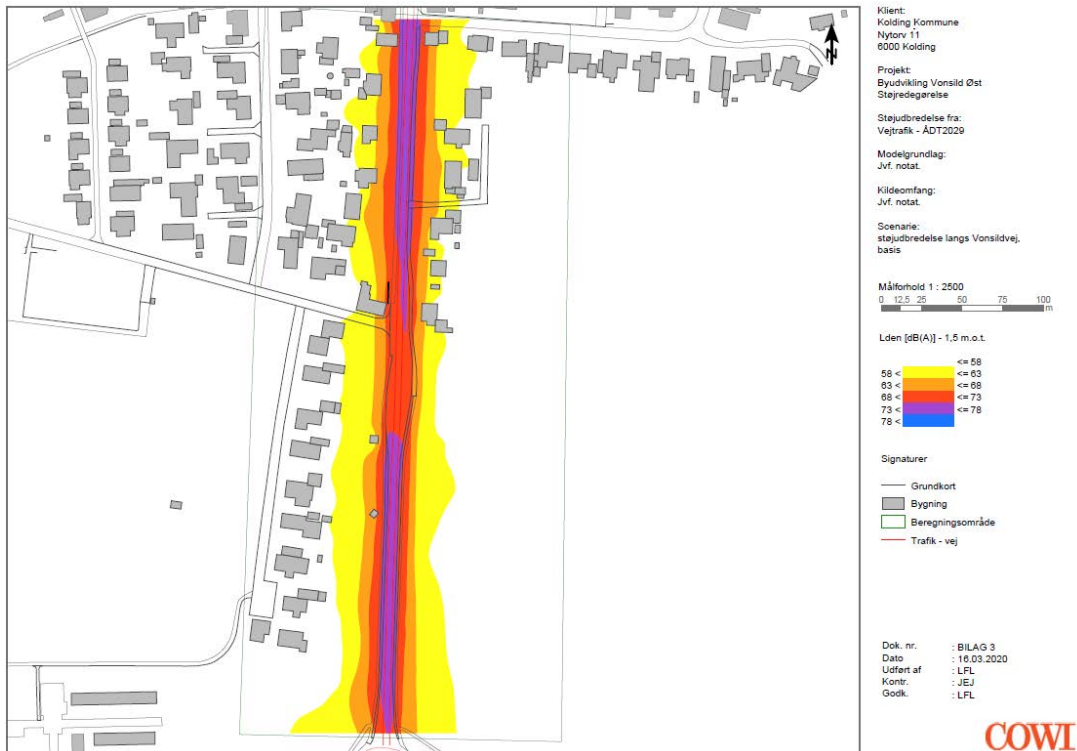 Klient:
Kolding Kommune
Nytorv 11
6000 Kolding
Projekt:
Byudvikling Vonsild Øst
Støjredegørelse
Støjudbredelse fra:
Vejtrafik - ÅDT2029
Modelgrundlag:
Jvf. notat.
Kildeomfang:
Jvf. notat.
Scenarie:
støjudbredelse langs Vonsildvej,
basis
Målforhold 1 : 2500
0 12,5 25 50 75 100
m
Lden [dB(A)] - 1,5 m.o.t.
<= 58
58 < <= 63
63 < <= 68
68 < <= 73
73 < <= 78
78 <
Signaturer
Grundkort
Bygning
Beregningsområde
Trafik - vej
Dok. nr. : BILAG 3
Dato : 16.03.2020
Udført af : LFL
Kontr. : JEJ
Godk. : LFL
COWI